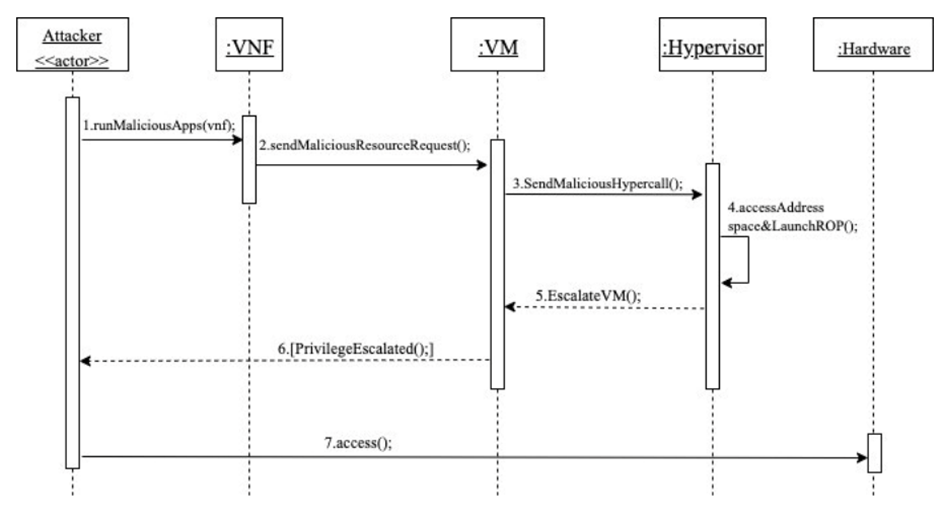 Attacker
<<actor>>
:VNF
:VM
:Hypervisor
:Hardware
1.runMaliciousApps(vnf);
2.sendMaliciousResourceRequest();
3.SendMaliciousHypercall();
4.accessAddress
space&LaunchROP();
5.EscalateVM();
6.[PrivilegeEscalated();]
7.access();